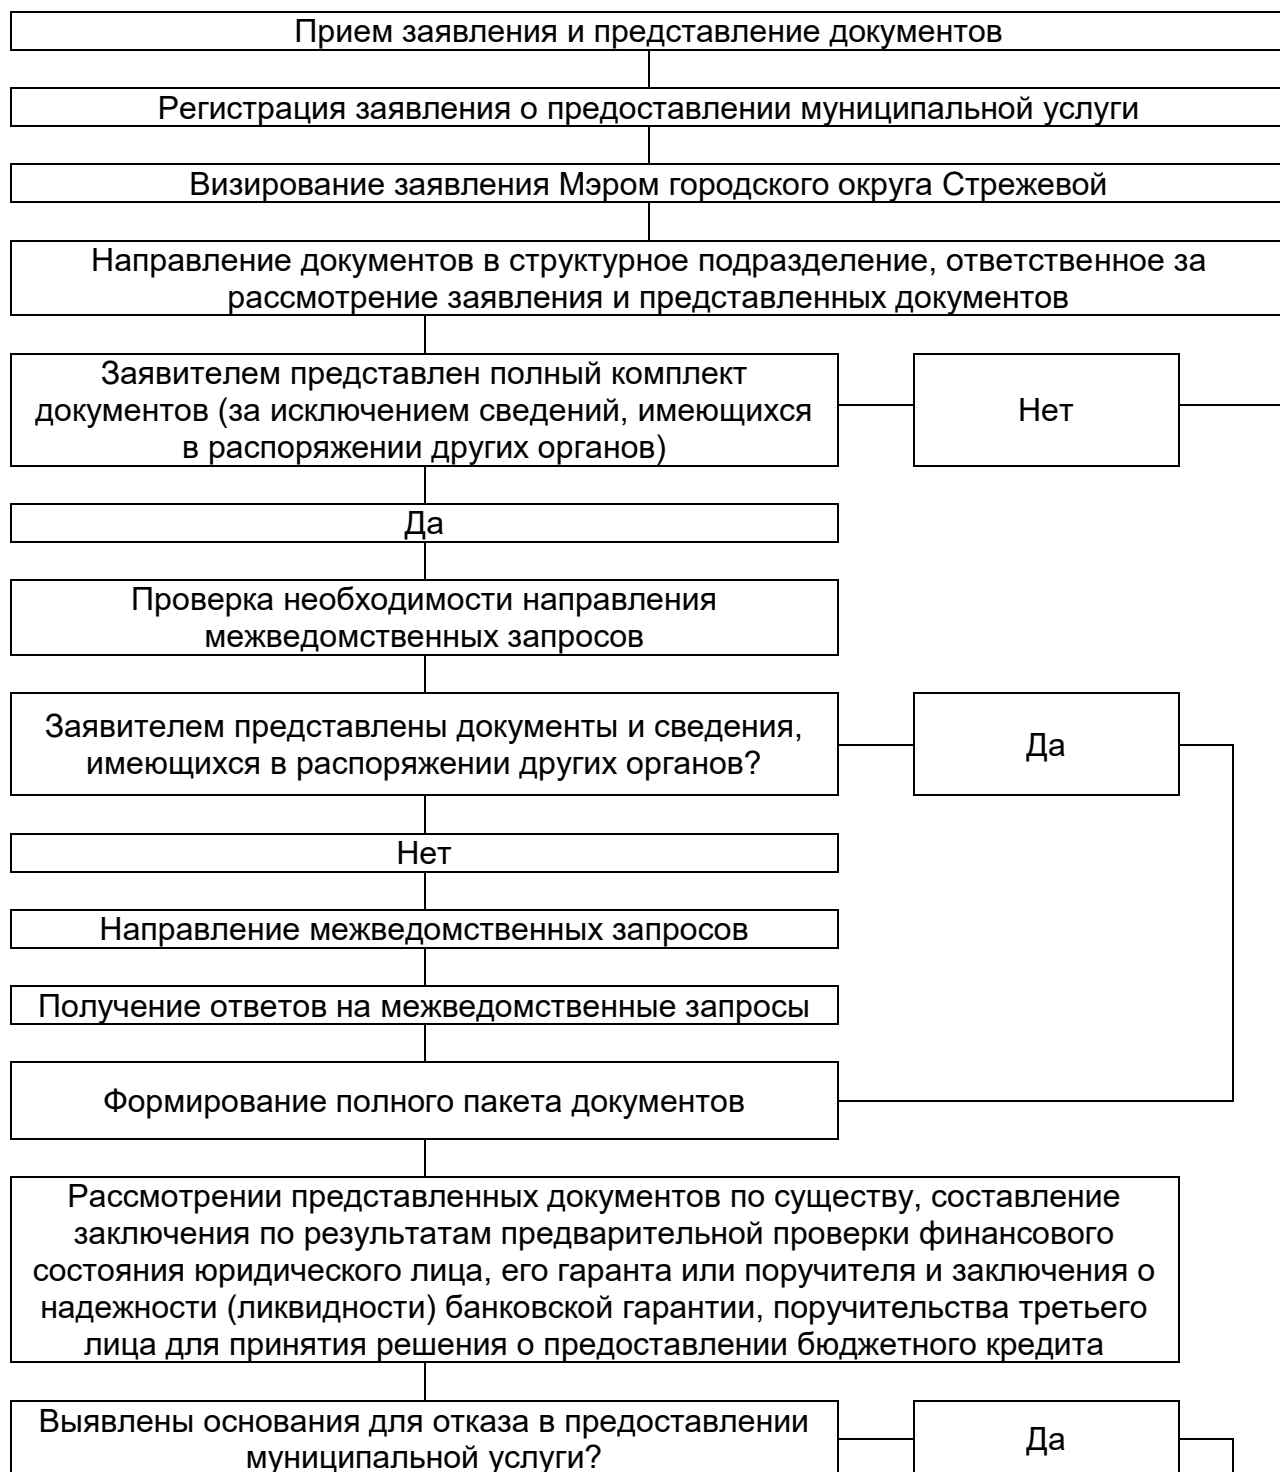 Прием заявления и представление документов
Регистрация заявления о предоставлении муниципальной услуги
Визирование заявления Мэром городского округа Стрежевой
Направление документов в структурное подразделение, ответственное за
рассмотрение заявления и представленных документов
Заявителем представлен полный комплект
документов (за исключением сведений, имеющихся
в распоряжении других органов)
Нет
Да
Проверка необходимости направления
межведомственных запросов
Заявителем представлены документы и сведения,
имеющихся в распоряжении других органов?
Да
Нет
Направление межведомственных запросов
Получение ответов на межведомственные запросы
Формирование полного пакета документов
Рассмотрении представленных документов по существу, составление
заключения по результатам предварительной проверки финансового
состояния юридического лица, его гаранта или поручителя и заключения о
надежности (ликвидности) банковской гарантии, поручительства третьего
лица для принятия решения о предоставлении бюджетного кредита
Выявлены основания для отказа в предоставлении
муниципальной услуги?
Да